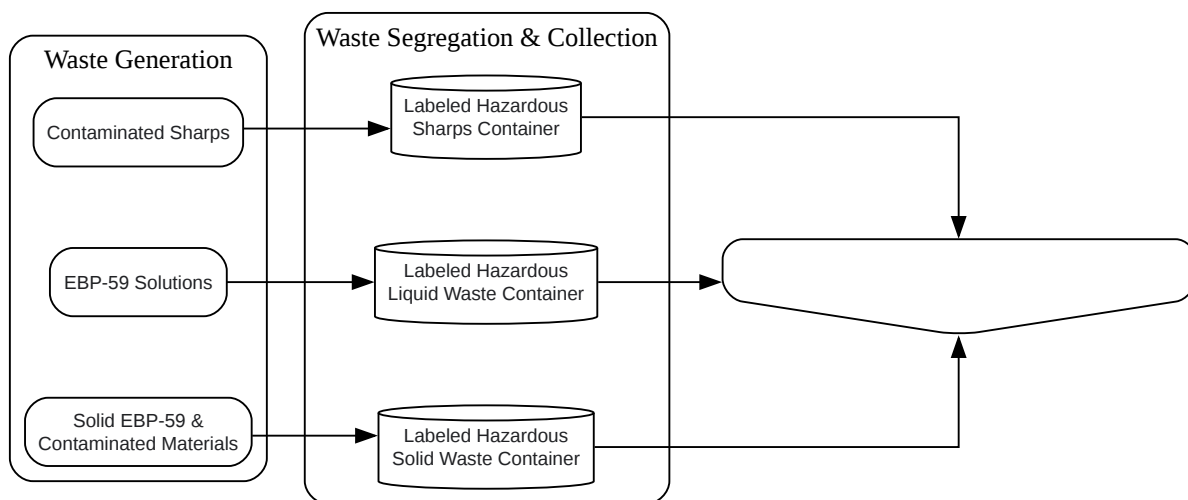 Waste Generation
Contaminated Sharps
EBP-59 Solutions
Solid EBP-59 &
Contaminated Materials
Waste Segregation & Collection
Labeled Hazardous
Sharps Container
Labeled Hazardous
Liquid Waste Container
Labeled Hazardous
Solid Waste Container